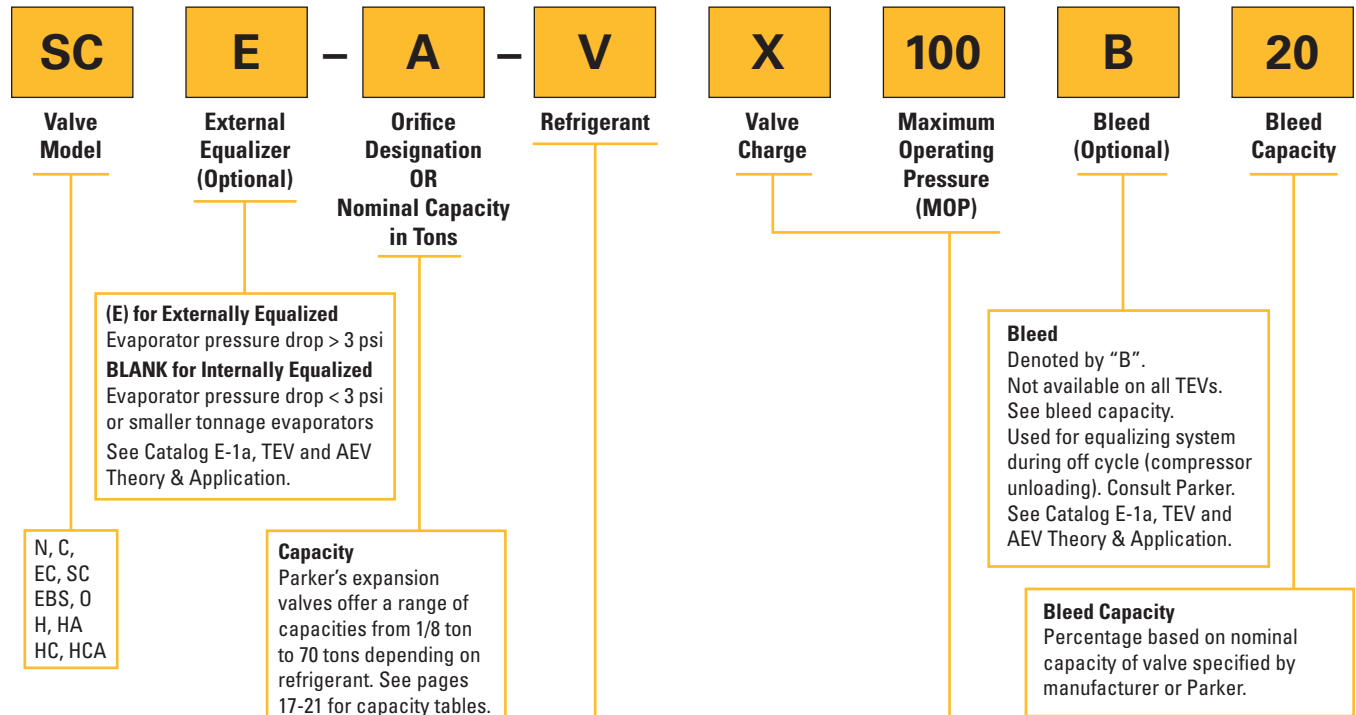 SC E – A – V X 100 B 20
Valve
Model
External
Equalizer
(Optional)
Orifice
Designation
OR
Nominal Capacity
in Tons
Refrigerant
Valve
Charge
Maximum
Operating
Pressure
(MOP)
Bleed
(Optional)
Bleed
Capacity
(E) for Externally Equalized
Evaporator pressure drop > 3 psi
BLANK for Internally Equalized
Evaporator pressure drop < 3 psi
or smaller tonnage evaporators
See Catalog E-1a, TEV and AEV
Theory & Application.
Bleed
Denoted by “B”.
Not available on all TEVs.
See bleed capacity.
Used for equalizing system
during off cycle (compressor
unloading). Consult Parker.
See Catalog E-1a, TEV and
AEV Theory & Application.
N, C,
EC, SC
EBS, O
H, HA
HC, HCA
Capacity
Parker’s expansion
valves offer a range of
capacities from 1/8 ton
to 70 tons depending on
refrigerant. See pages
17-21 for capacity tables.
Bleed Capacity
Percentage based on nominal
capacity of valve specified by
manufacturer or Parker.